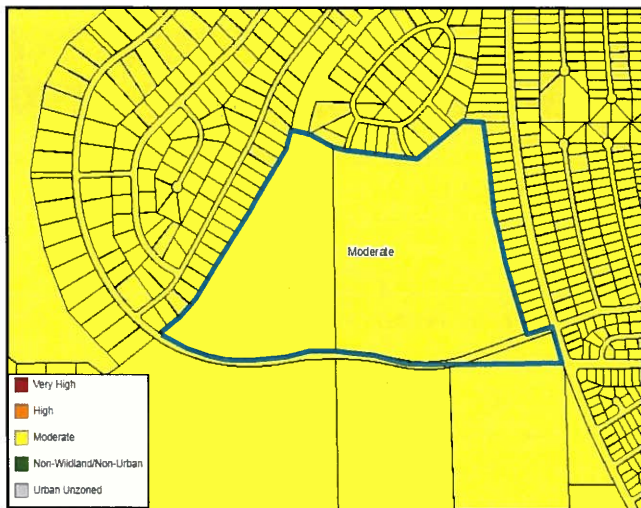 Moderate
Very High
High
Moderate
Non-Wildland/Non-Urban
Urban Unzoned